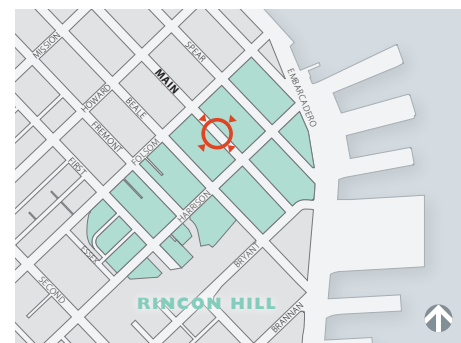 MISSION
SPEAR
MAIN
EMBARCADERO
HOWARD
BEALE
FREMONT
FOLSOM
FIRST
HARRISON
ESSEX
BRYANT
SECOND
RINCON HILL
BRANNAN